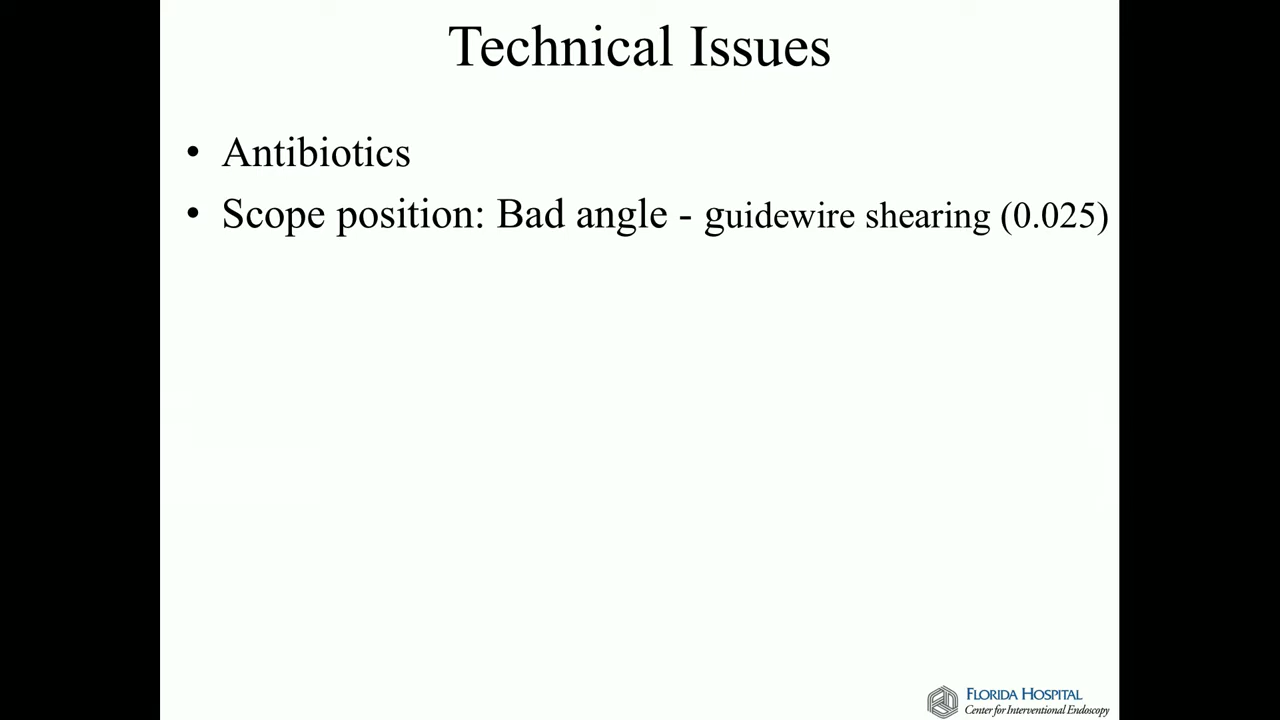 Technical Issues
• Antibiotics
• Scope position: Bad angle - guidewire shearing (0.025)
FLORIDA HOSPITAL
Center for Interventional Endoscopy